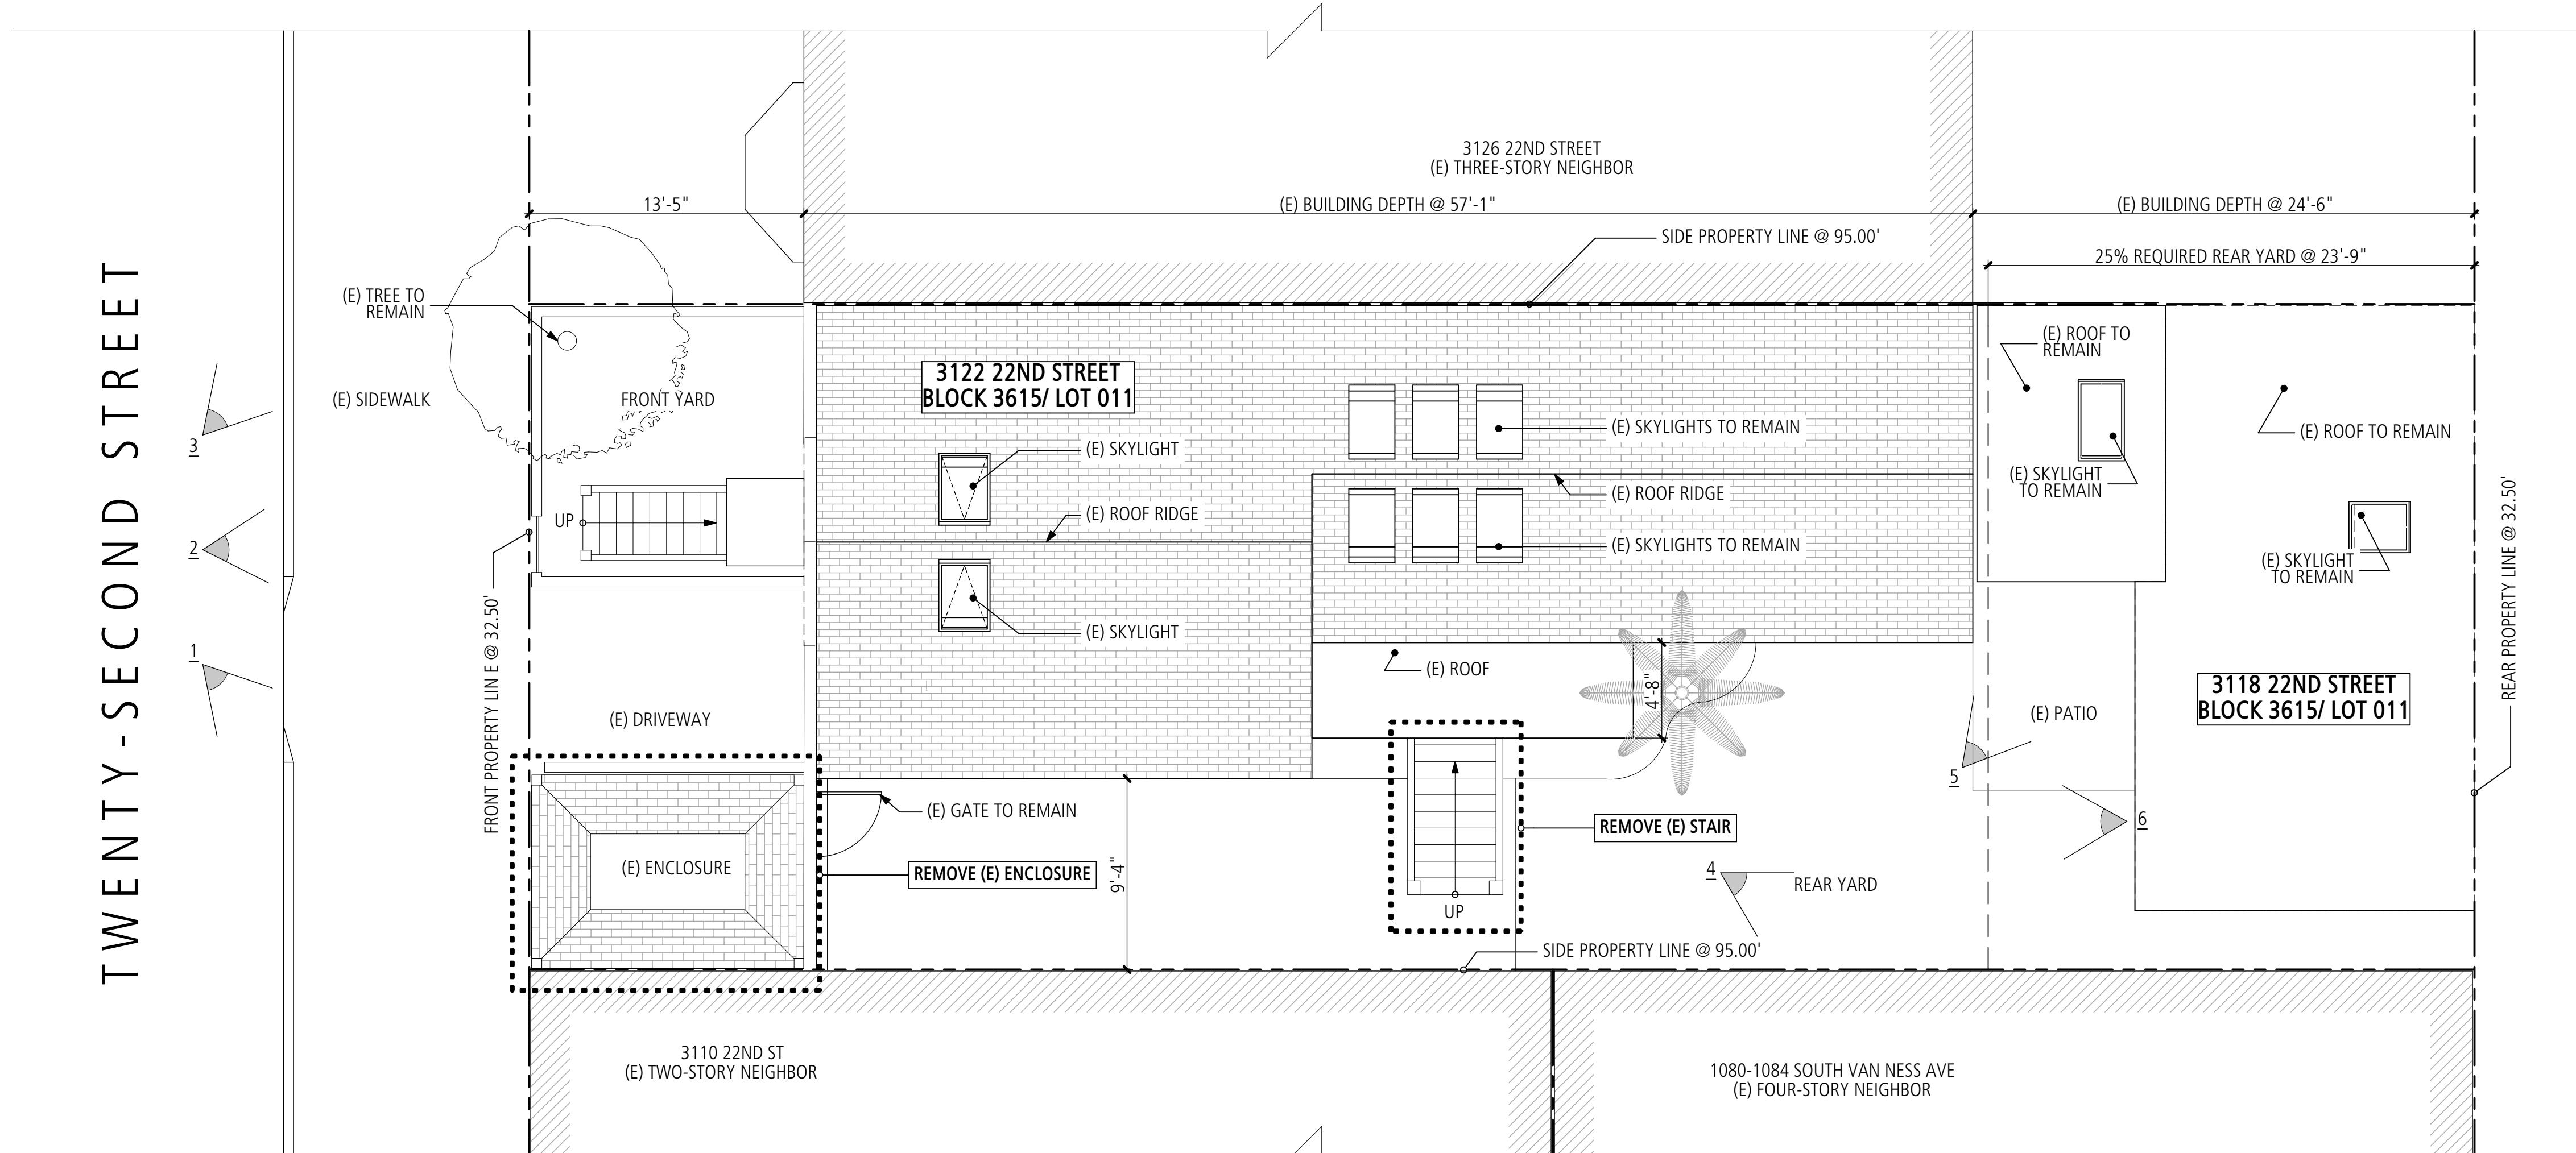 TWENTY-SECOND STREET
3126 22ND STREET
(E) THREE-STORY NEIGHBOR
13'-5"
(E) BUILDING DEPTH @ 57'-1"
(E) BUILDING DEPTH @ 24'-6"
SIDE PROPERTY LINE @ 95.00'
25% REQUIRED REAR YARD @ 23'-9"
(E) TREE TO
REMAIN
(E) SIDEWALK
FRONT YARD
3122 22ND STREET
BLOCK 3615/ LOT 011
(E) SKYLIGHTS TO REMAIN
(E) SKYLIGHT
(E) ROOF RIDGE
(E) ROOF RIDGE
(E) SKYLIGHTS TO REMAIN
(E) SKYLIGHT
(E) ROOF TO
REMAIN
(E) ROOF TO REMAIN
(E) SKYLIGHT
TO REMAIN
(E) SKYLIGHT
TO REMAIN
3
2
1
UP
FRONT PROPERTY LIN E @ 32.50'
REAR PROPERTY LINE @ 32.50'
(E) ROOF
4'-8"
(E) DRIVEWAY
(E) PATIO
3118 22ND STREET
BLOCK 3615/ LOT 011
5
6
(E) GATE TO REMAIN
(E) ENCLOSURE
REMOVE (E) ENCLOSURE
9'-4"
REMOVE (E) STAIR
4
REAR YARD
UP
SIDE PROPERTY LINE @ 95.00'
3110 22ND ST
(E) TWO-STORY NEIGHBOR
1080-1084 SOUTH VAN NESS AVE
(E) FOUR-STORY NEIGHBOR